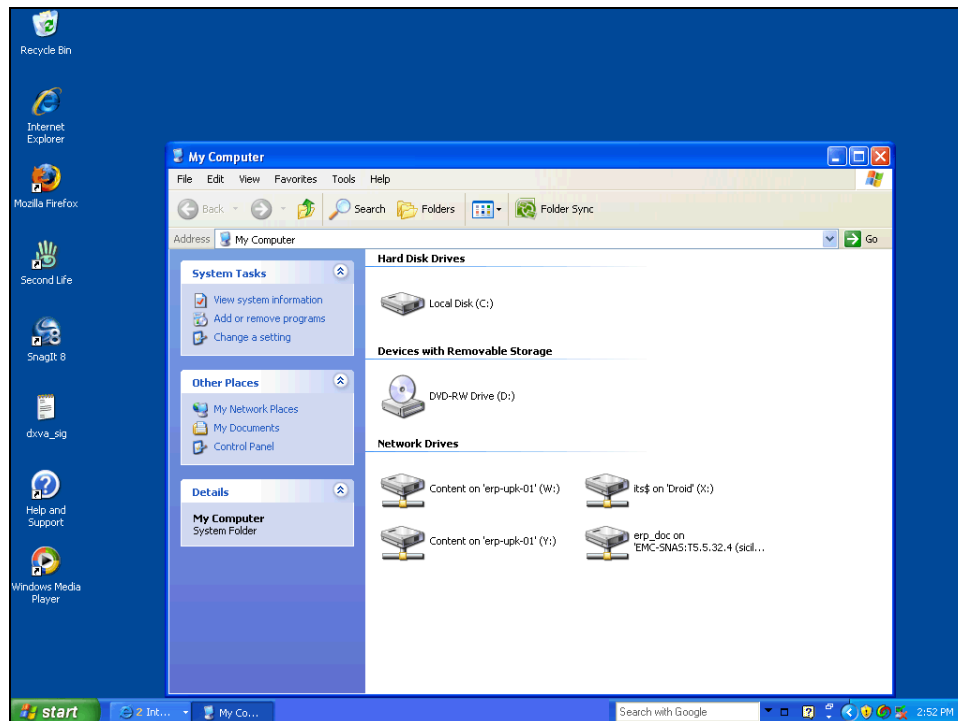 Recycle Bin
Internet
Explorer
Mozilla Firefox
Second Life
SnagIt 8
dxva_sig
Help and
Support
Windows Media
Player
My Computer
File Edit View Favorites Tools Help
Back Search Folders Folder Sync
Address My Computer Go
System Tasks
View system information
Add or remove programs
Change a setting
Other Places
My Network Places
My Documents
Control Panel
Details
My Computer
System Folder
Hard Disk Drives
Local Disk (C:)
Devices with Removable Storage
DVD-RW Drive (D:)
Network Drives
Content on 'erp-upk-01' (W:)
its$ on 'Droid' (X:)
Content on 'erp-upk-01' (Y:)
erp_doc on
'EMC-SNAS:T5.5.32.4 (sicil...
start 2 Int... My Co... Search with Google 2:52 PM